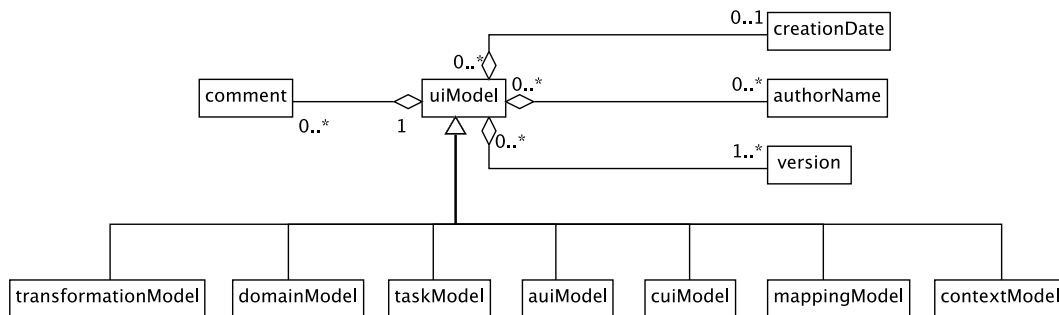 0..1
creationDate
0..*
0..*
0..*
comment
uiModel
authorName
0..*
1
0..*
1..*
version
transformationModel
domainModel
taskModel
auiModel
cuiModel
mappingModel
contextModel